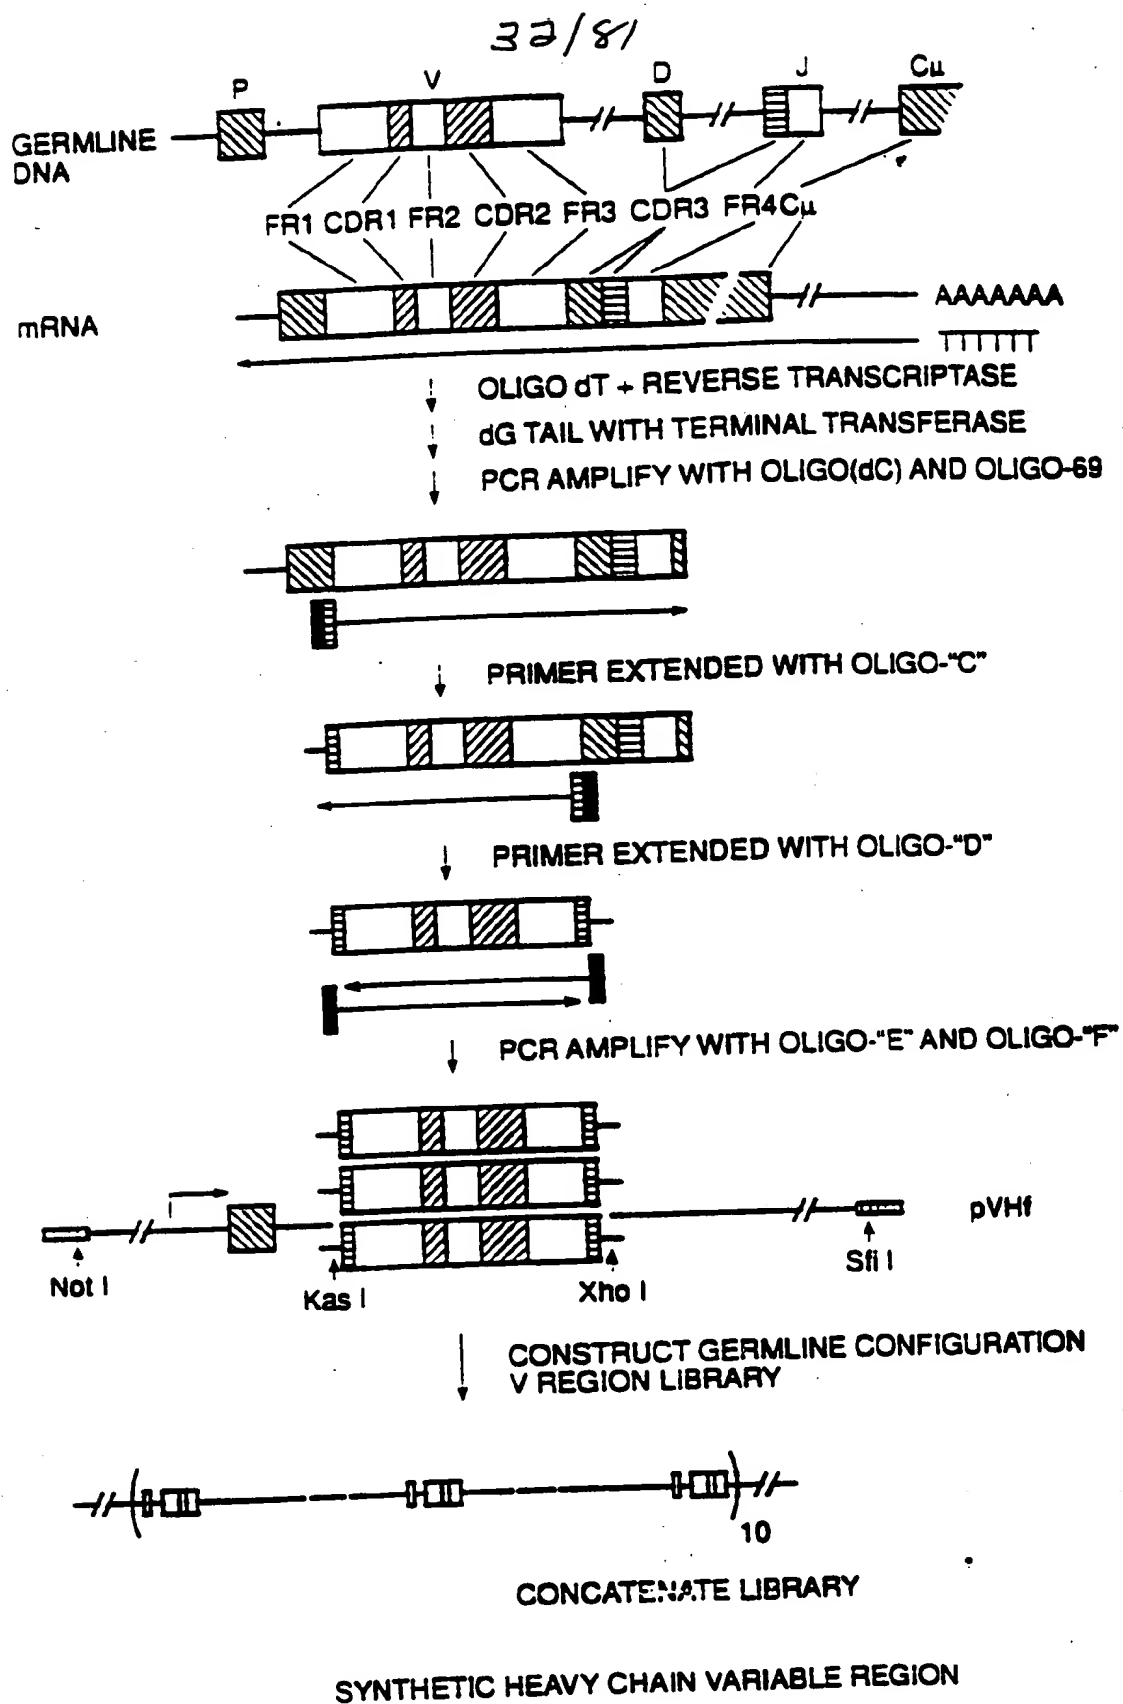 32/81
P V D J Cμ
GERMLINE
DNA
FR1 CDR1 FR2 CDR2 FR3 CDR3 FR4 Cμ
mRNA
AAAAAAA
TTTTTT
OLIGO dT + REVERSE TRANSCRIPTASE
dG TAIL WITH TERMINAL TRANSFERASE
PCR AMPLIFY WITH OLIGO(dC) AND OLIGO-69
PRIMER EXTENDED WITH OLIGO-"C"
PRIMER EXTENDED WITH OLIGO-"D"
PCR AMPLIFY WITH OLIGO-"E" AND OLIGO-"F"
pVHf
Not I
Kas I
Xho I
Sfi I
CONSTRUCT GERMLINE CONFIGURATION
V REGION LIBRARY
10
CONCATENATE LIBRARY
SYNTHETIC HEAVY CHAIN VARIABLE REGION